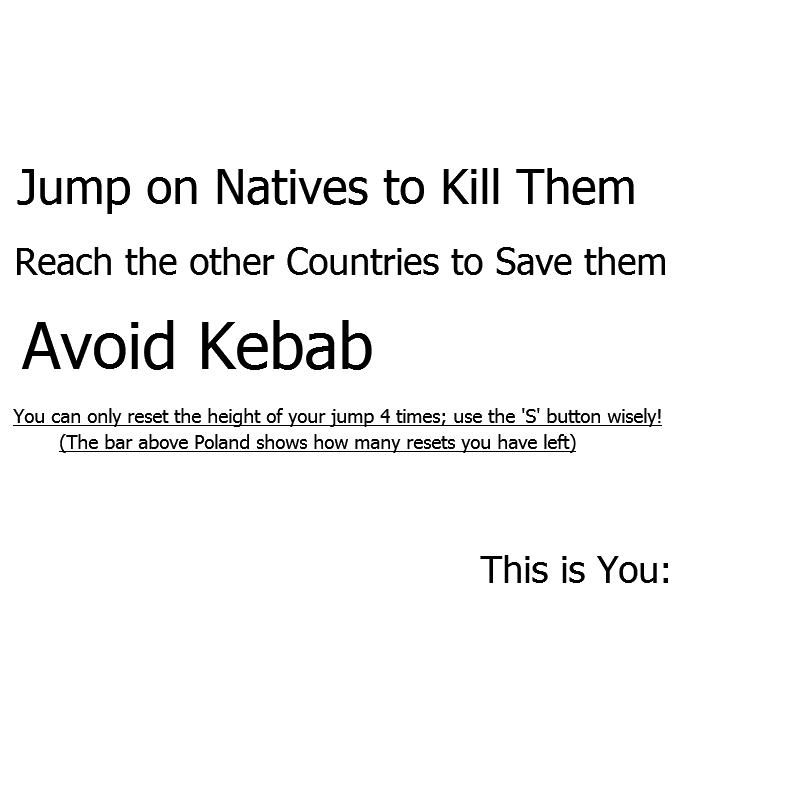 Jump on Natives to Kill Them
Reach the other Countries to Save them
Avoid Kebab
You can only reset the height of your jump 4 times; use the 'S' button wisely!
(The bar above Poland shows how many resets you have left)
This is You: